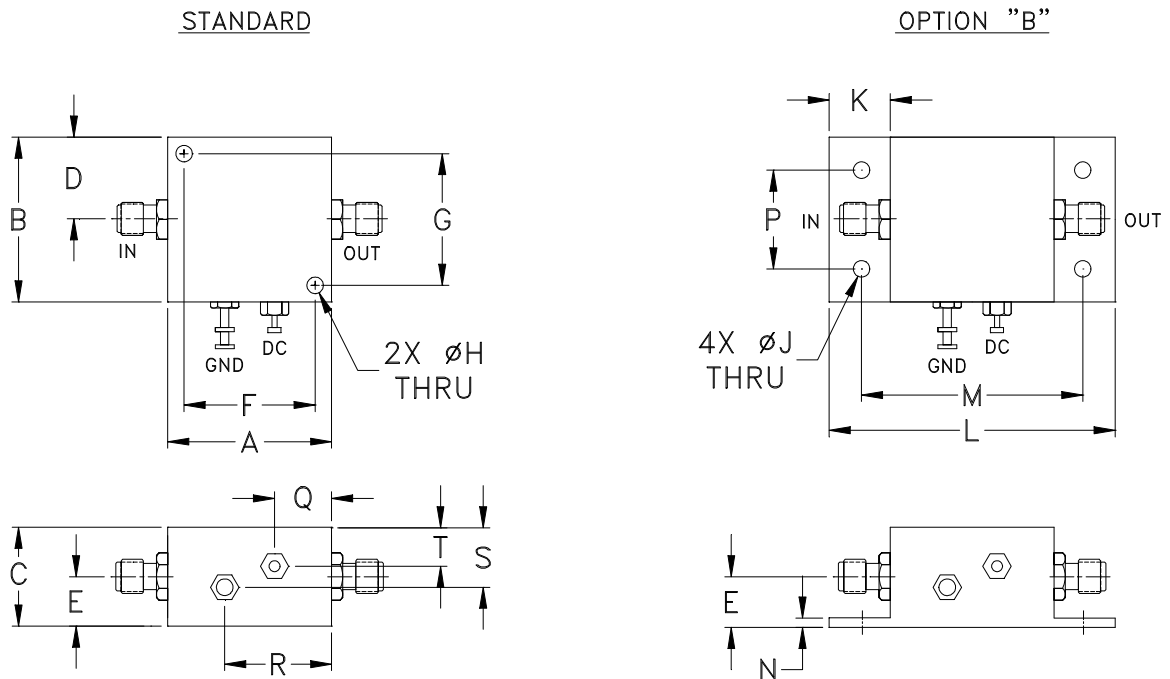 STANDARD
OPTION "B"
K
D
B
G
P
IN
OUT
IN
OUT
GND
DC
2X øH
THRU
F
A
4X øJ
THRU
GND
DC
M
L
Q
T
S
C
E
R
E
N